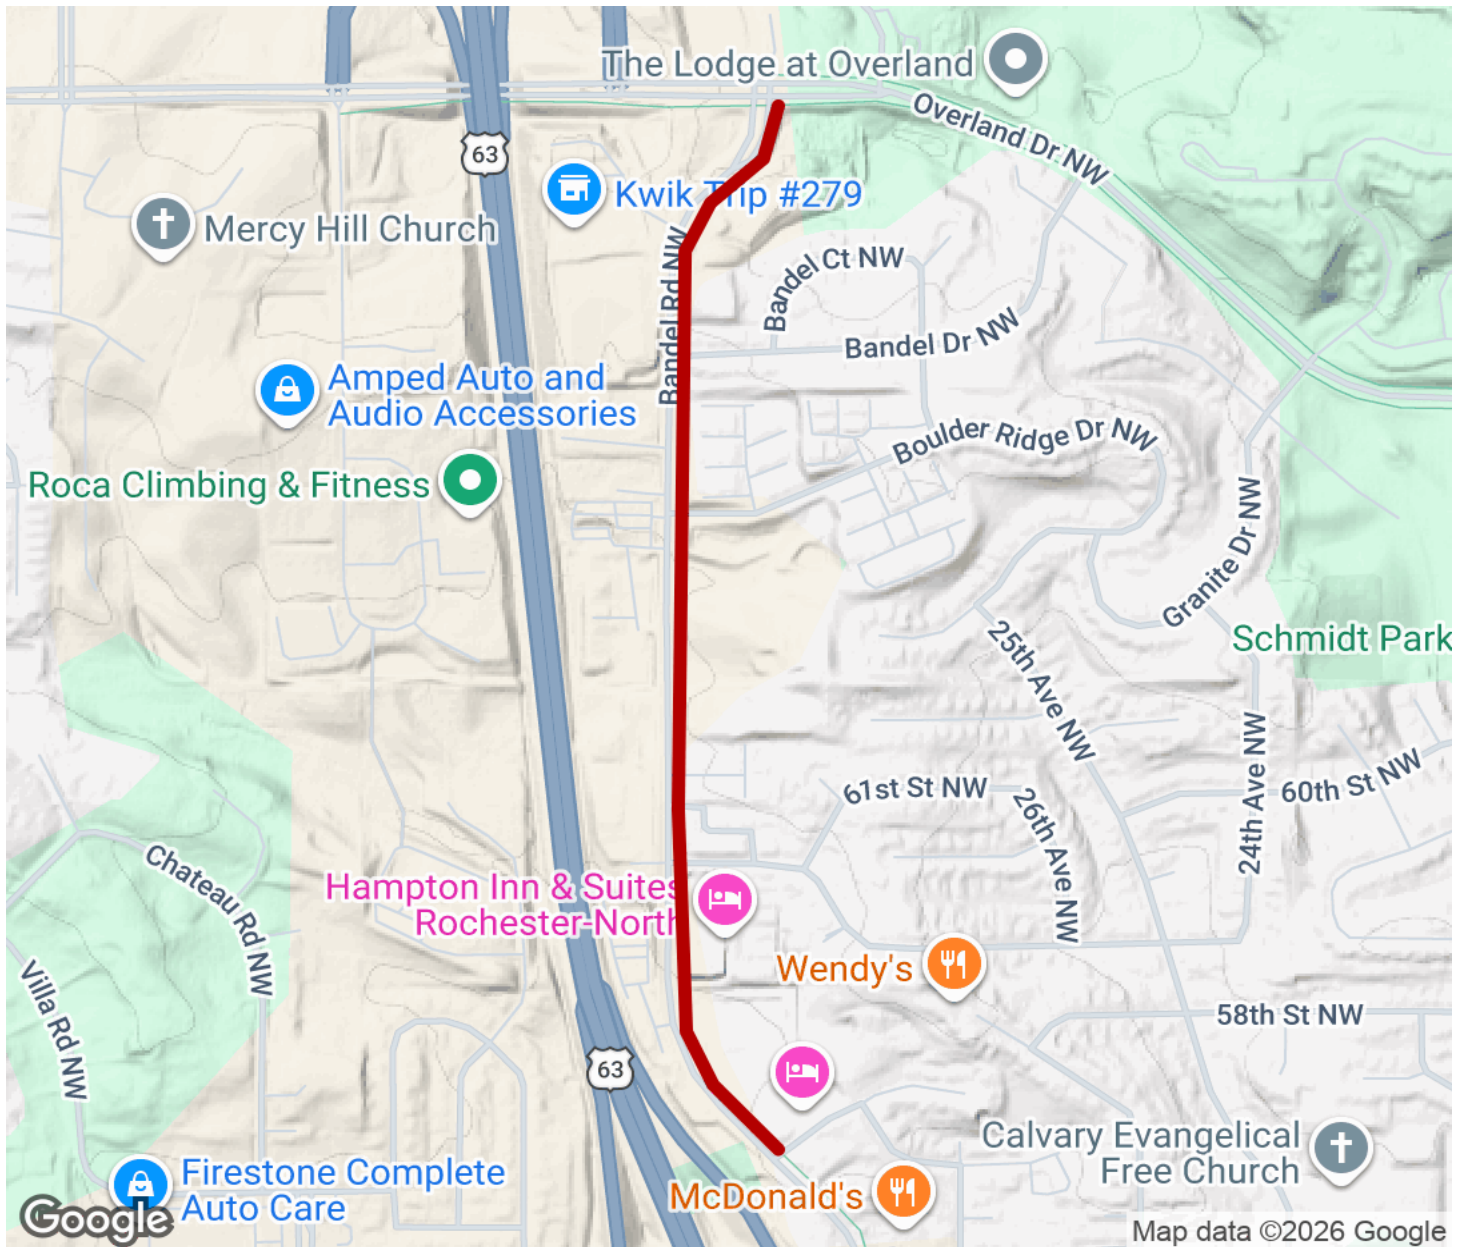 The Lodge at Overland
Overland Dr NW
63
Kwik Trip #279
Mercy Hill Church
Bandel Rd NW
Bandel Ct NW
Bandel Dr NW
Amped Auto and
Audio Accessories
Boulder Ridge Dr NW
Roca Climbing & Fitness
Granite Dr NW
Schmidt Park
25th Ave NW
24th Ave NW
60th St NW
61st St NW
26th Ave NW
Chateau Rd NW
Hampton Inn & Suites
Rochester-North
Wendy's
Villa Rd NW
58th St NW
63
Calvary Evangelical
Free Church
Firestone Complete
Auto Care
McDonald's
Google
Map data ©2026 Google